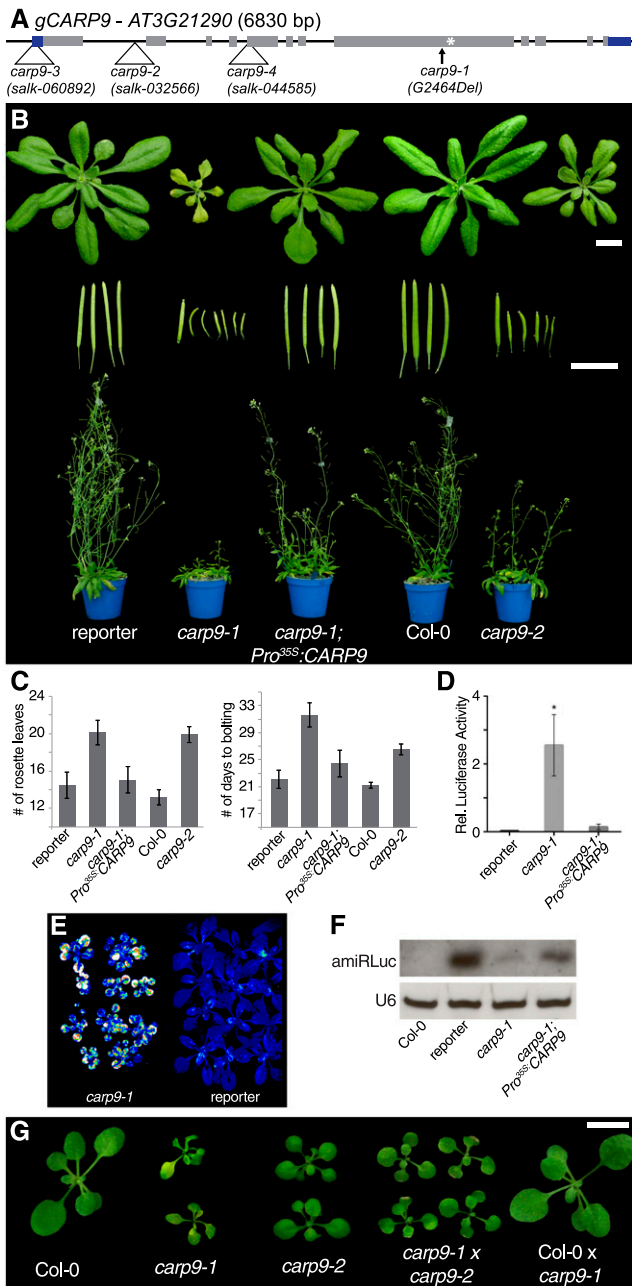 A gCARP9 - AT3G21290 (6830 bp)
*
carp9-3 carp9-2 carp9-4 carp9-1
(salk-060892) (salk-032566) (salk-044585) (G2464Del)
B
reporter carp9-1 carp9-1; Col-0 carp9-2
Pro35S:CARP9
C
# of rosette leaves
24
20
16
12
reporter
carp9-1
carp9-1;
Pro35S:CARP9
Col-0
carp9-2
# of days to bolting
37
33
29
25
21
17
reporter
carp9-1
carp9-1;
Pro35S:CARP9
Col-0
carp9-2
D
Rel. Luciferase Activity
4
2
0
*
reporter
carp9-1
carp9-1;
Pro35S:CARP9
E
carp9-1 reporter
F
amiRLuc
U6
Col-0
reporter
carp9-1
carp9-1;
Pro35S:CARP9
G
Col-0 carp9-1 carp9-2 carp9-1 x Col-0 x
carp9-2 carp9-1